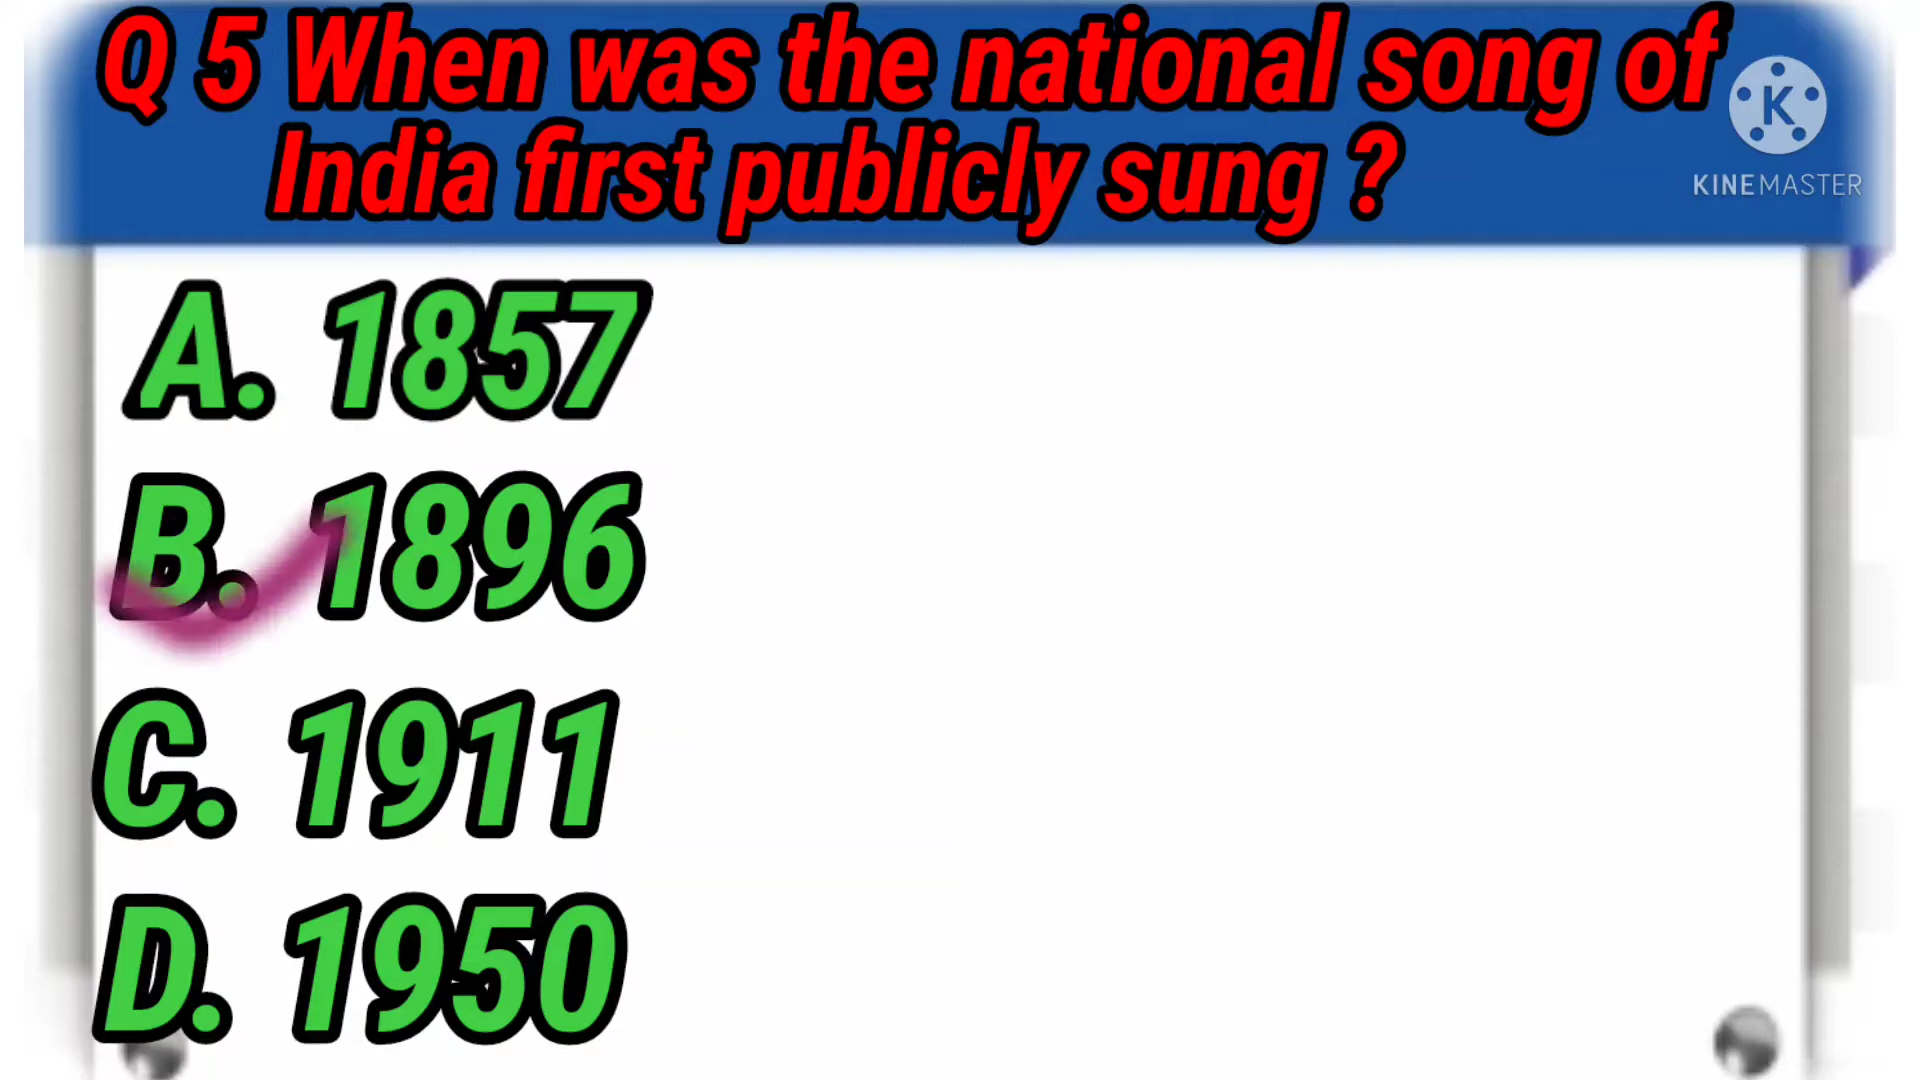 Q 5 When was the national song of
India first publicly sung ?
KINEMASTER
A. 1857
B. 1896
C. 1911
D. 1950